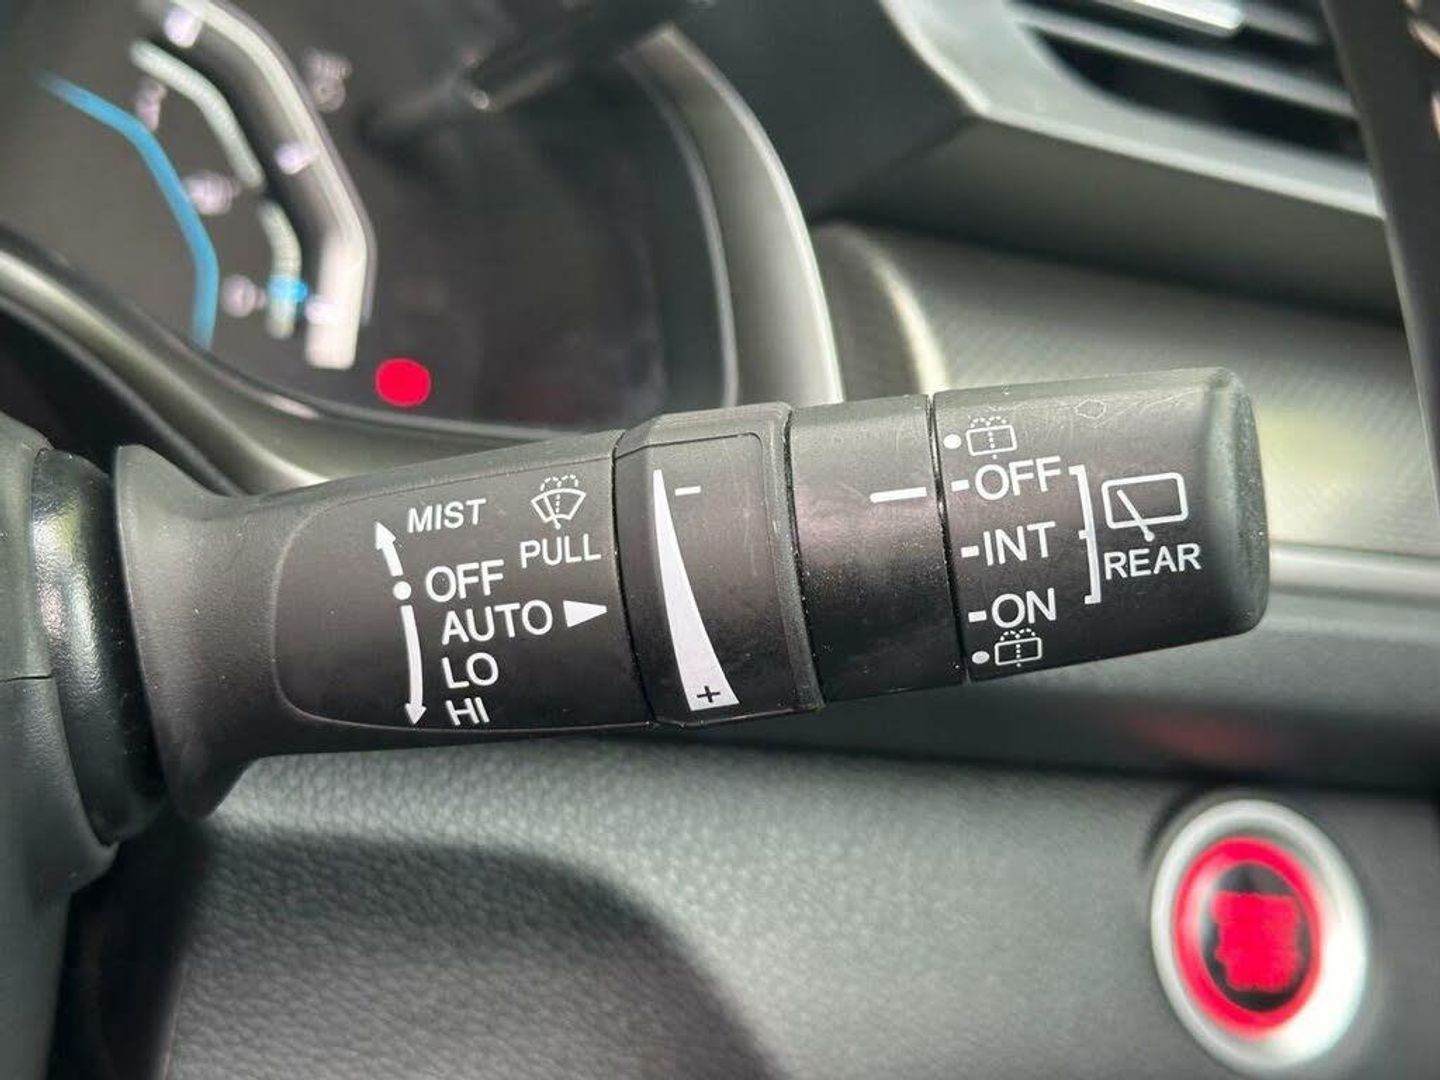 MIST
PULL
OFF
AUTO
LO
HI
-
+
OFF
INT
ON
REAR